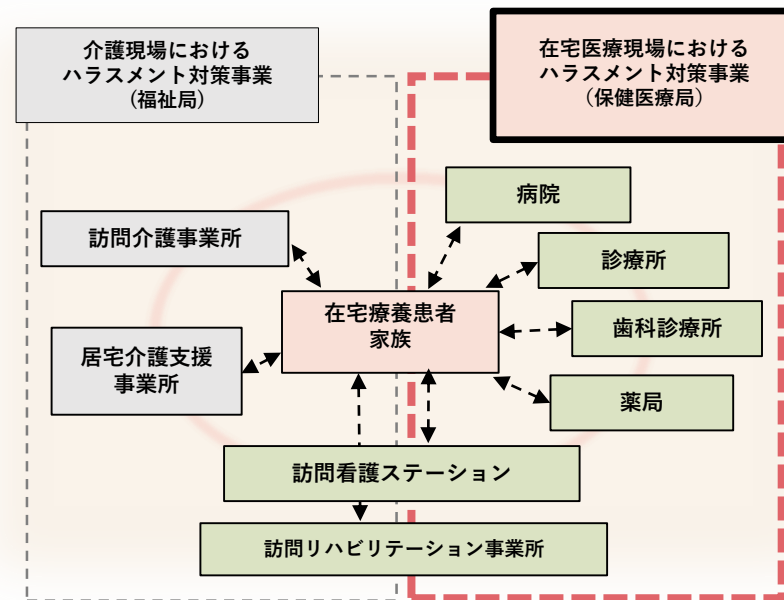 介護現場における
ハラスメント対策事業
(福祉局)
在宅医療現場における
ハラスメント対策事業
(保健医療局)
病院
訪問介護事業所
診療所
在宅療養患者
家族
歯科診療所
居宅介護支援
事業所
薬局
訪問看護ステーション
訪問リハビリテーション事業所